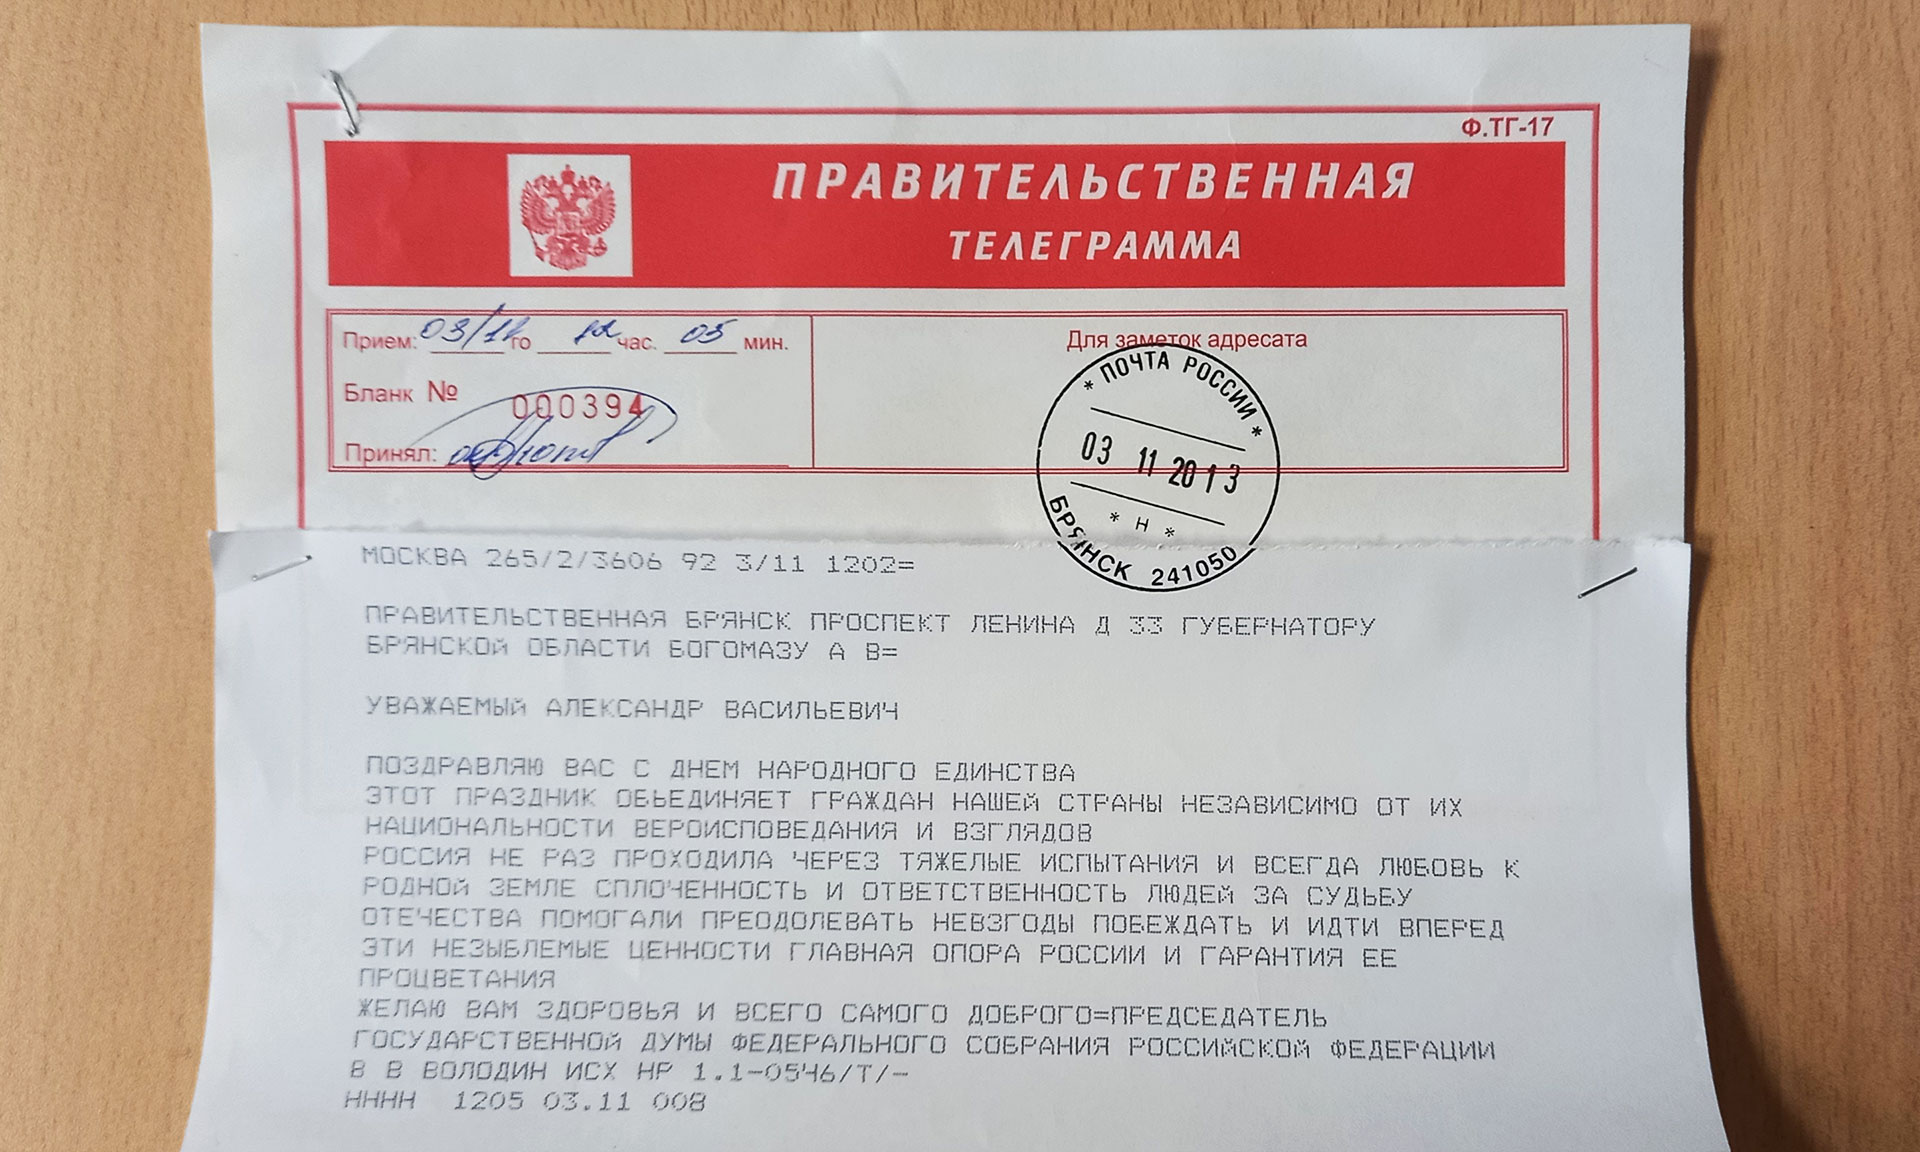 Ф.ТГ-17
ПРАВИТЕЛЬСТВЕННАЯ
ТЕЛЕГРАММА
Прием: 03/11 го 12 час. 05 мин.
Для заметок адресата
Бланк № 000394
Принял:
* ПОЧТА РОССИИ *
03 11 20 13
* Н *
БРЯНСК 241050
МОСКВА 265/2/3606 92 3/11 1202=
ПРАВИТЕЛЬСТВЕННАЯ БРЯНСК ПРОСПЕКТ ЛЕНИНА Д 33 ГУБЕРНАТОРУ
БРЯНСКОЙ ОБЛАСТИ БОГОМАЗУ А В=
УВАЖАЕМЫЙ АЛЕКСАНДР ВАСИЛЬЕВИЧ
ПОЗДРАВЛЯЮ ВАС С ДНЕМ НАРОДНОГО ЕДИНСТВА
ЭТОТ ПРАЗДНИК ОБЬЕДИНЯЕТ ГРАЖДАН НАШЕЙ СТРАНЫ НЕЗАВИСИМО ОТ ИХ
НАЦИОНАЛЬНОСТИ ВЕРОИСПОВЕДАНИЯ И ВЗГЛЯДОВ
РОССИЯ НЕ РАЗ ПРОХОДИЛА ЧЕРЕЗ ТЯЖЕЛЫЕ ИСПЫТАНИЯ И ВСЕГДА ЛЮБОВЬ К
РОДНОЙ ЗЕМЛЕ СПЛОЧЕННОСТЬ И ОТВЕТСТВЕННОСТЬ ЛЮДЕЙ ЗА СУДЬБУ
ОТЕЧЕСТВА ПОМОГАЛИ ПРЕОДОЛЕВАТЬ НЕВЗГОДЫ ПОБЕЖДАТЬ И ИДТИ ВПЕРЕД
ЭТИ НЕЗЫБЛЕМЫЕ ЦЕННОСТИ ГЛАВНАЯ ОПОРА РОССИИ И ГАРАНТИЯ ЕЕ
ПРОЦВЕТАНИЯ
ЖЕЛАЮ ВАМ ЗДОРОВЬЯ И ВСЕГО САМОГО ДОБРОГО=ПРЕДСЕДАТЕЛЬ
ГОСУДАРСТВЕННОЙ ДУМЫ ФЕДЕРАЛЬНОГО СОБРАНИЯ РОССИЙСКОЙ ФЕДЕРАЦИИ
В В ВОЛОДИН ИСХ НР 1.1-0546/Т/-
НННН 1205 03.11 008